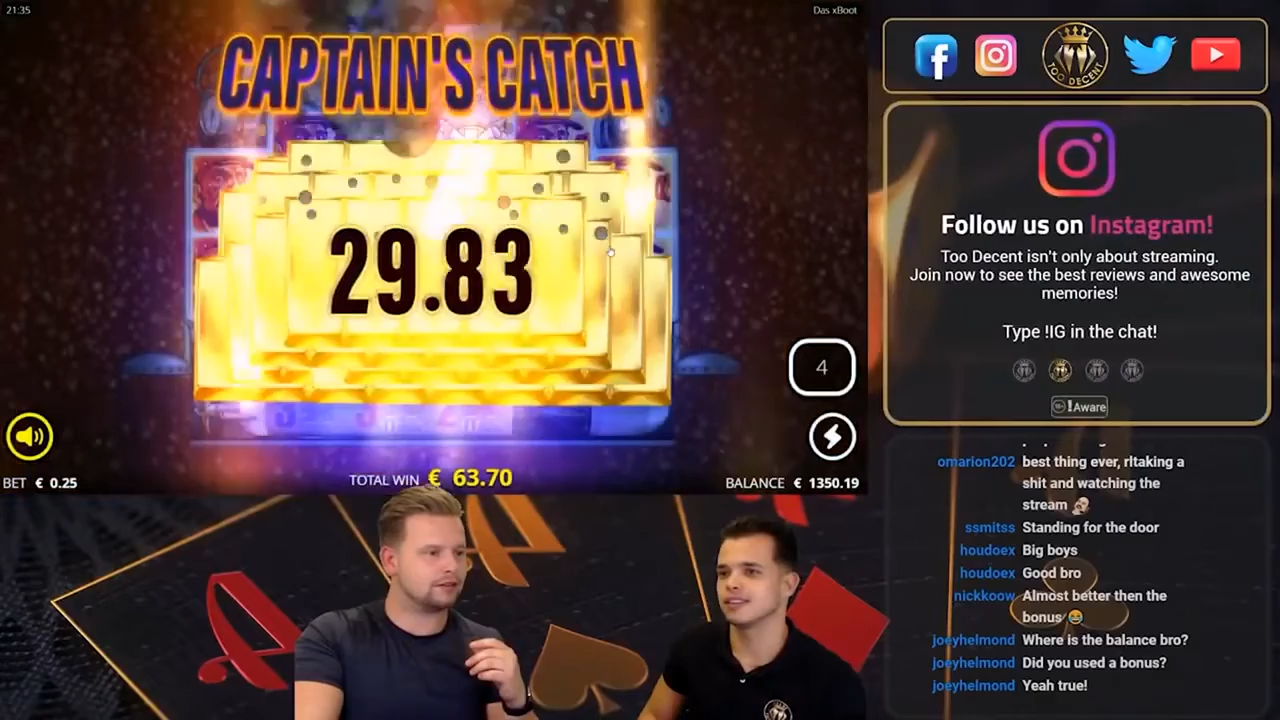 21:35
Das xBoot
CAPTAIN'S CATCH
29.83
4
BET € 0.25
TOTAL WIN € 63.70
BALANCE € 1350.19
TOO DECENT
Follow us on Instagram!
Too Decent isn't only about streaming.
Join now to see the best reviews and awesome
memories!
Type !IG in the chat!
18+ !Aware
omarion202 best thing ever, rltaking a
shit and watching the
stream
ssmitss Standing for the door
houdoex Big boys
houdoex Good bro
nickkoow Almost better then the
bonus
joeyhelmond Where is the balance bro?
joeyhelmond Did you used a bonus?
joeyhelmond Yeah true!